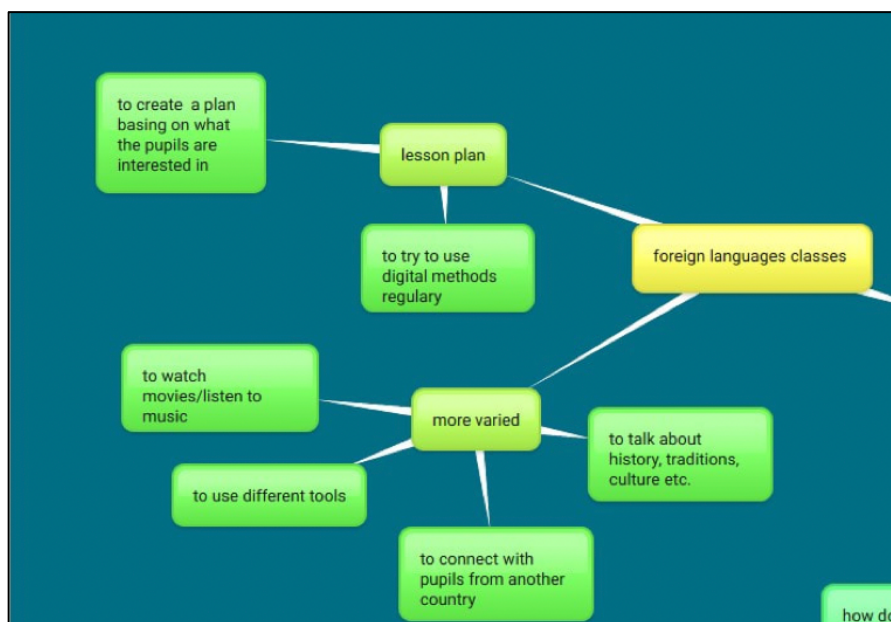 to create a plan
basing on what
the pupils are
interested in
lesson plan
to try to use
digital methods
regulary
foreign languages classes
to watch
movies/listen to
music
more varied
to talk about
history, traditions,
culture etc.
to use different tools
to connect with
pupils from another
country
how do